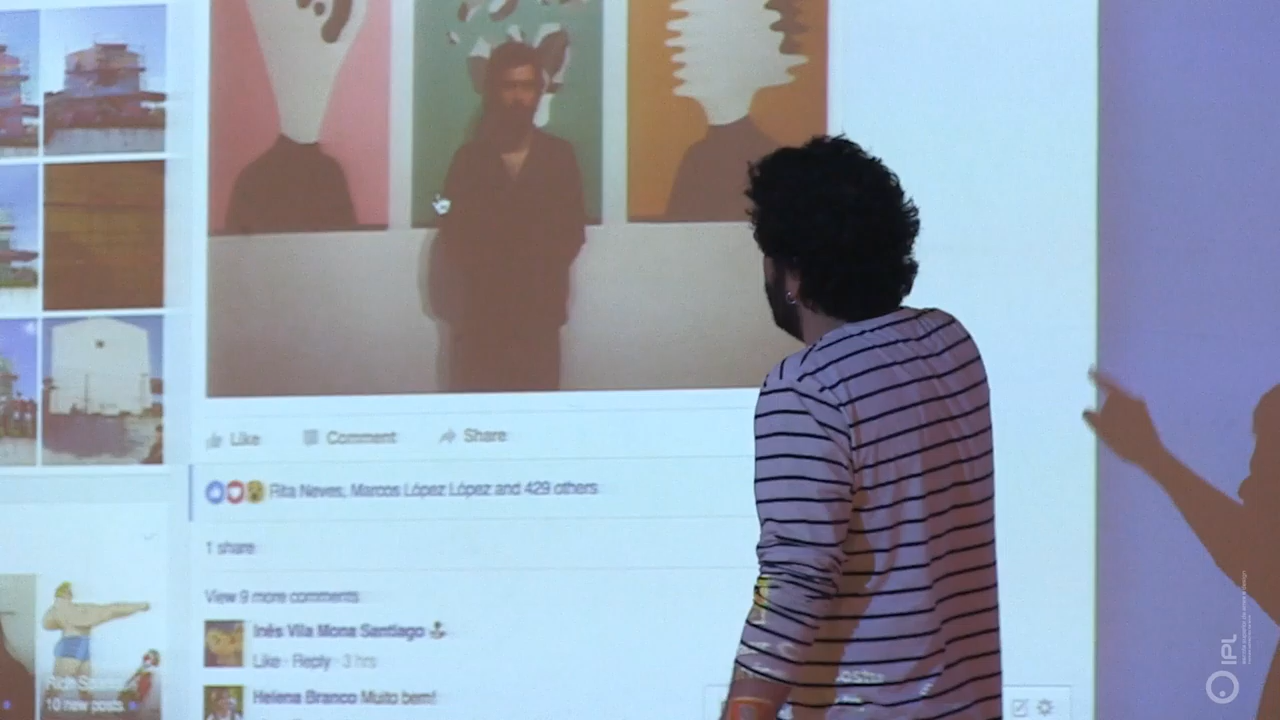 Like Comment Share
Rita Neves, Marcos López López and 429 others
1 share
View 9 more comments
Inês Vila Mona Santiago
Like · Reply · 3 hrs
Helena Branco Muito bem!
10 new posts
IPL